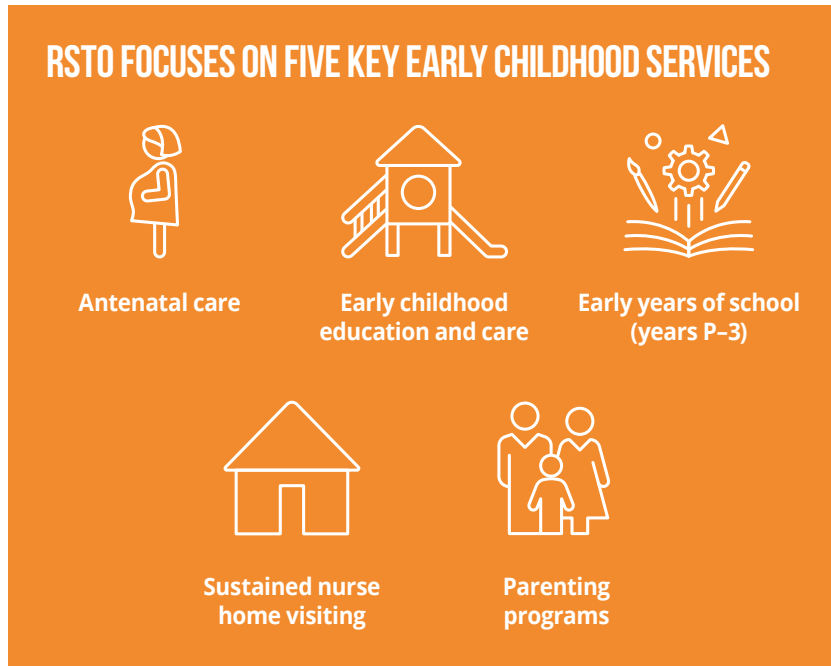 RSTO FOCUSES ON FIVE KEY EARLY CHILDHOOD SERVICES
Antenatal care
Early childhood
education and care
Early years of school
(years P–3)
Sustained nurse
home visiting
Parenting
programs